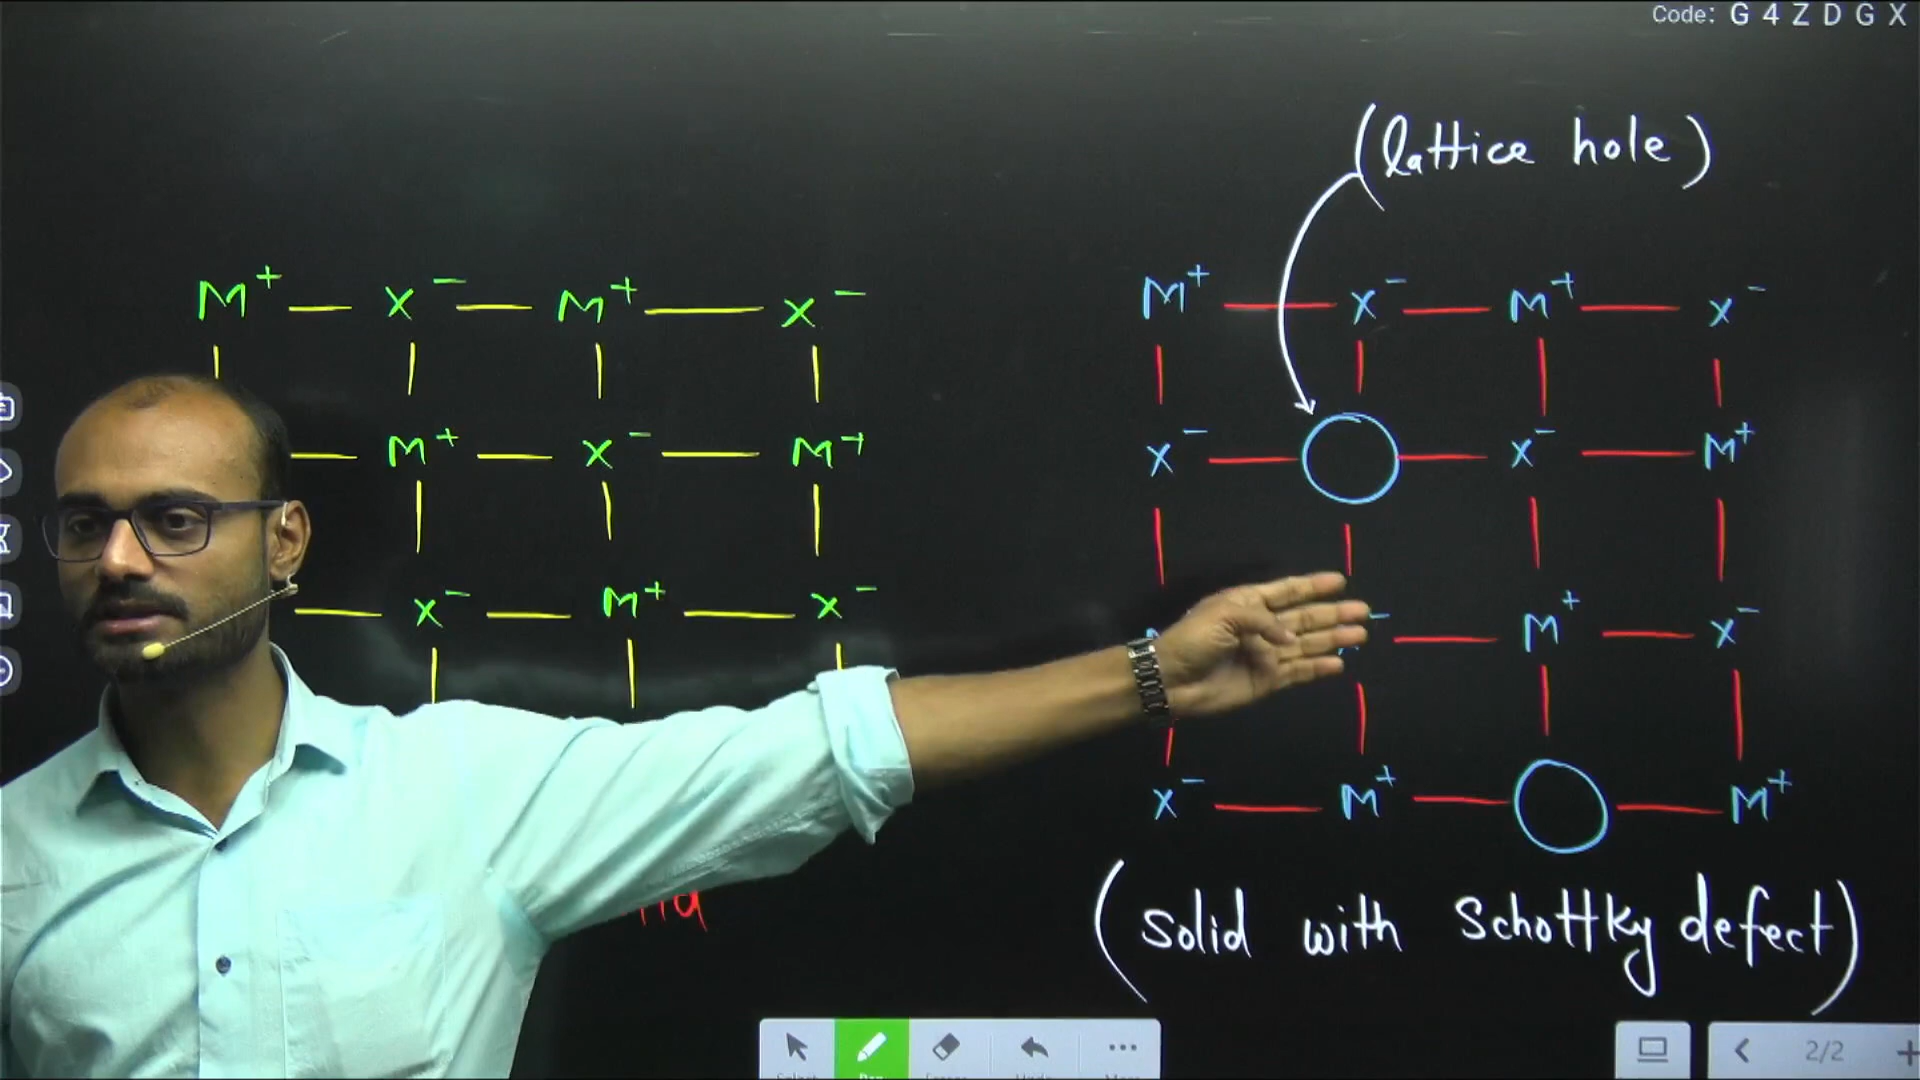 Code: G 4 Z D G X
(lattice hole)
M⁺ — X⁻ — M⁺ — X⁻
M⁺ — X⁻ — M⁺ — X⁻
— M⁺ — X⁻ — M⁺
X⁻ — — X⁻ — M⁺
— X⁻ — M⁺ — X⁻
— M⁺ — X⁻
X⁻ — M⁺ — — M⁺
(solid with Schottky defect)
2/2